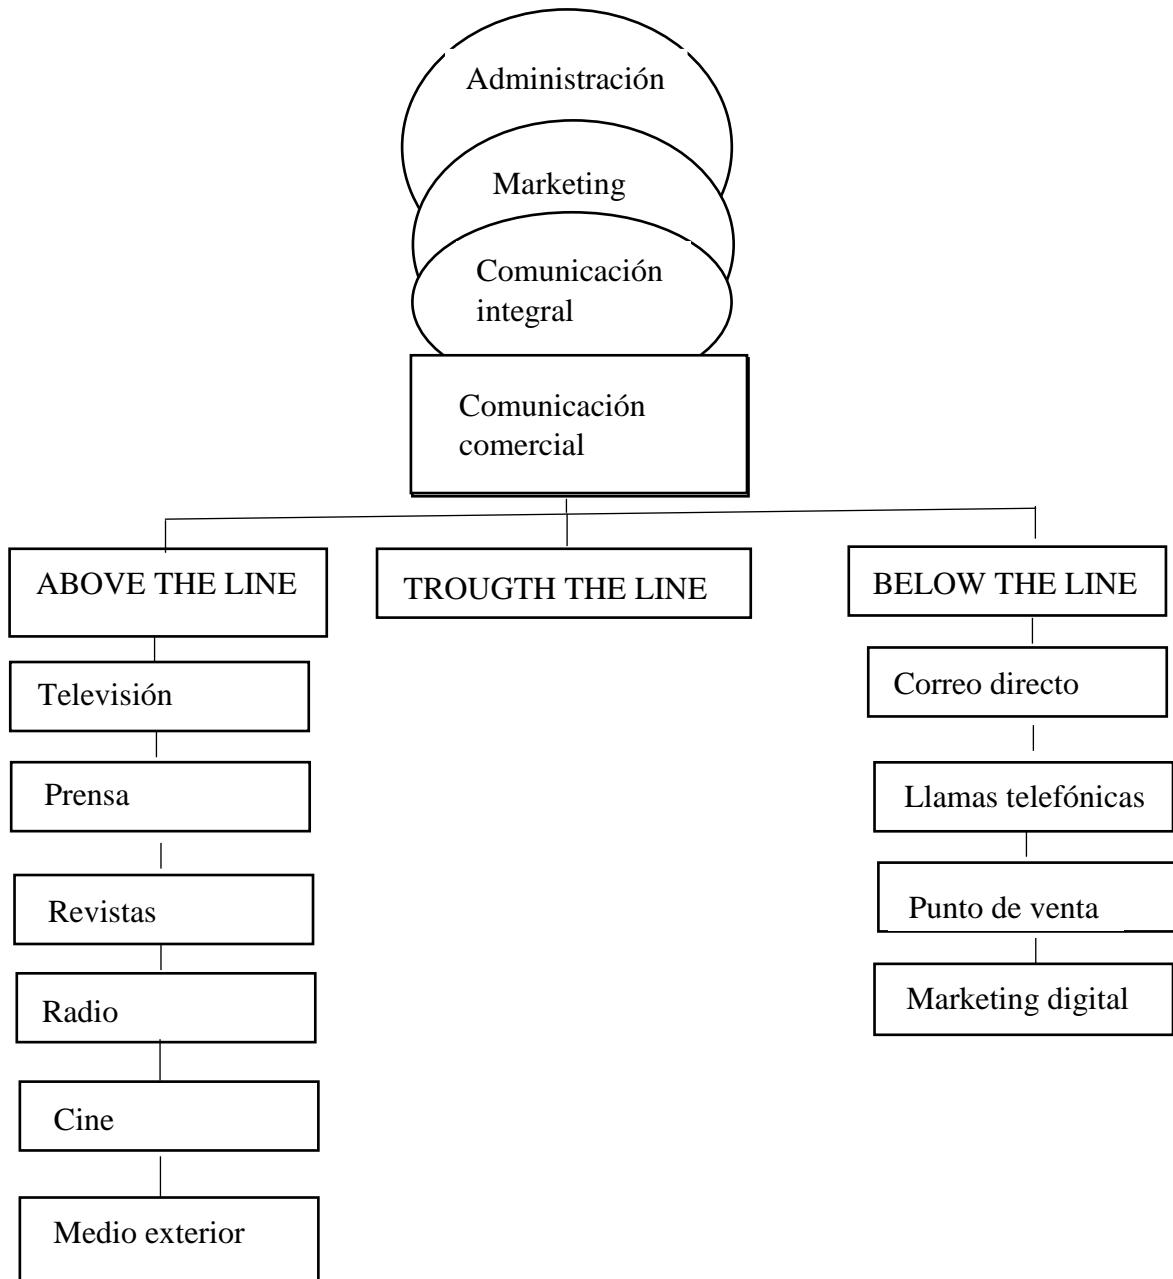 Administración
Marketing
Comunicación
integral
Comunicación
comercial
ABOVE THE LINE
TROUGTH THE LINE
BELOW THE LINE
Televisión
Prensa
Revistas
Radio
Cine
Medio exterior
Correo directo
Llamas telefónicas
Punto de venta
Marketing digital